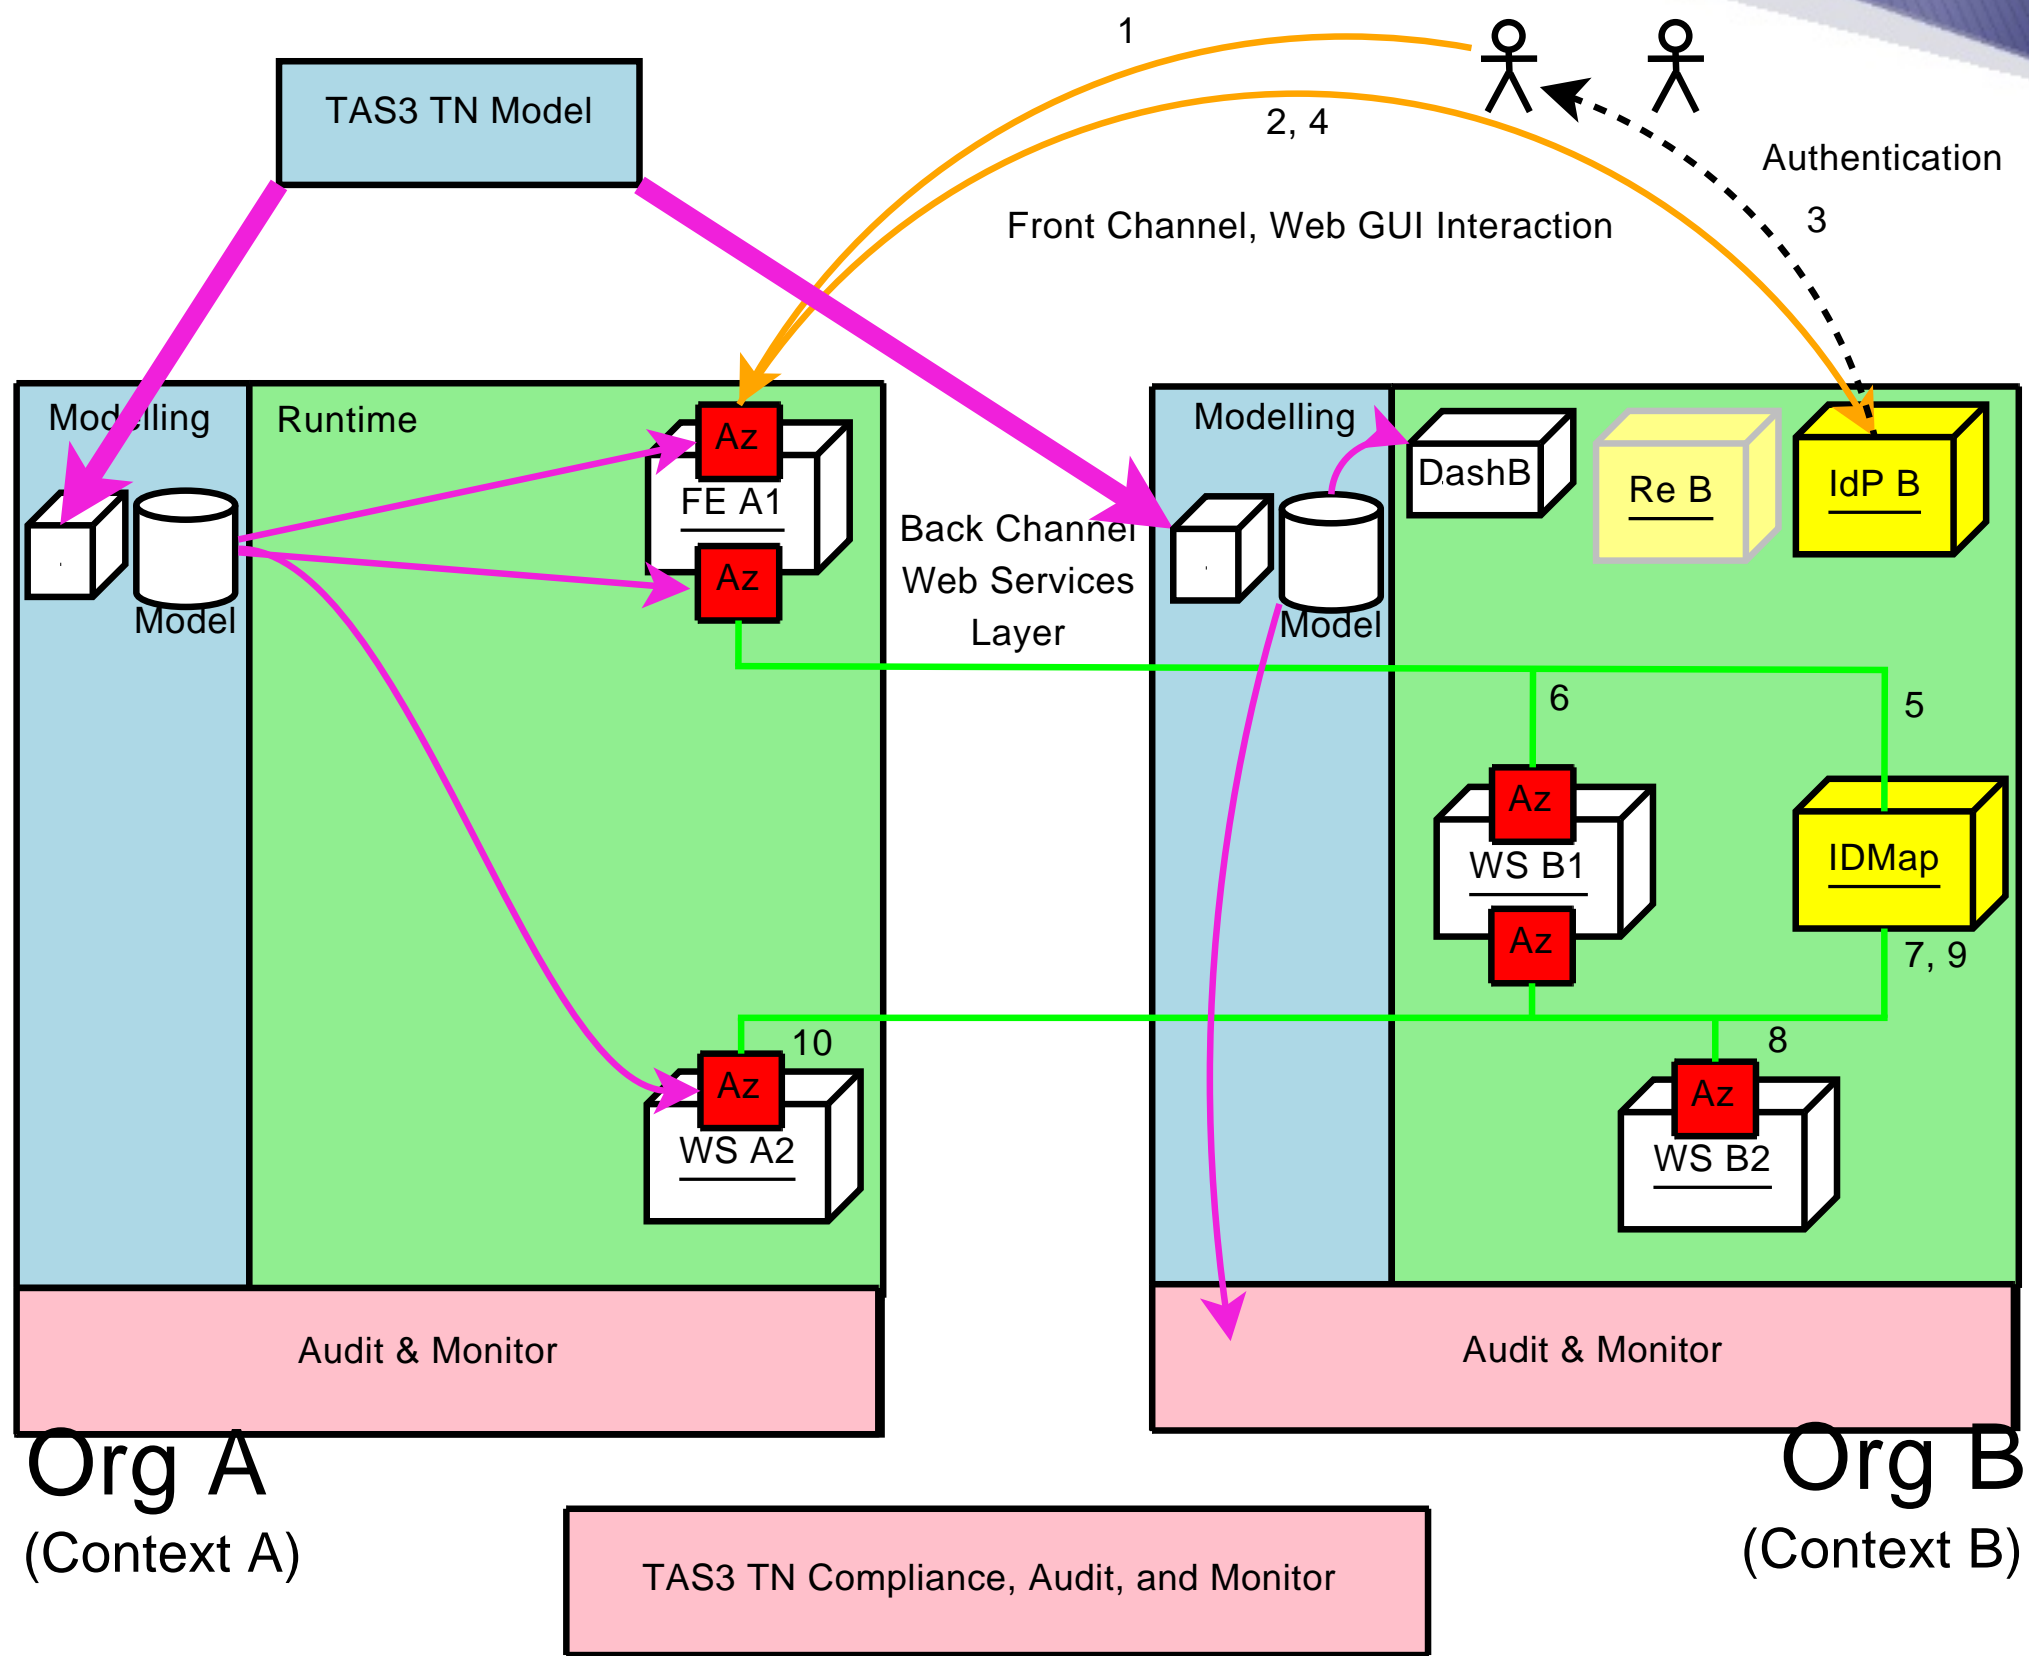 1
TAS3 TN Model
2, 4
Authentication
3
Front Channel, Web GUI Interaction
Modelling
Runtime
Az
FE A1
Az
Model
Back Channel
Web Services
Layer
Modelling
DashB
Re B
IdP B
Model
6
5
Az
WS B1
Az
IDMap
7, 9
10
Az
WS A2
8
Az
WS B2
Audit & Monitor
Audit & Monitor
Org A
(Context A)
Org B
(Context B)
TAS3 TN Compliance, Audit, and Monitor